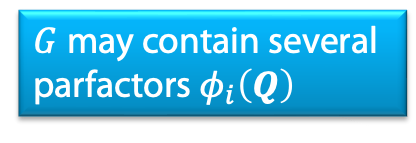 𝑮 may contain several
parfactors 𝝓ᵢ(𝑸)